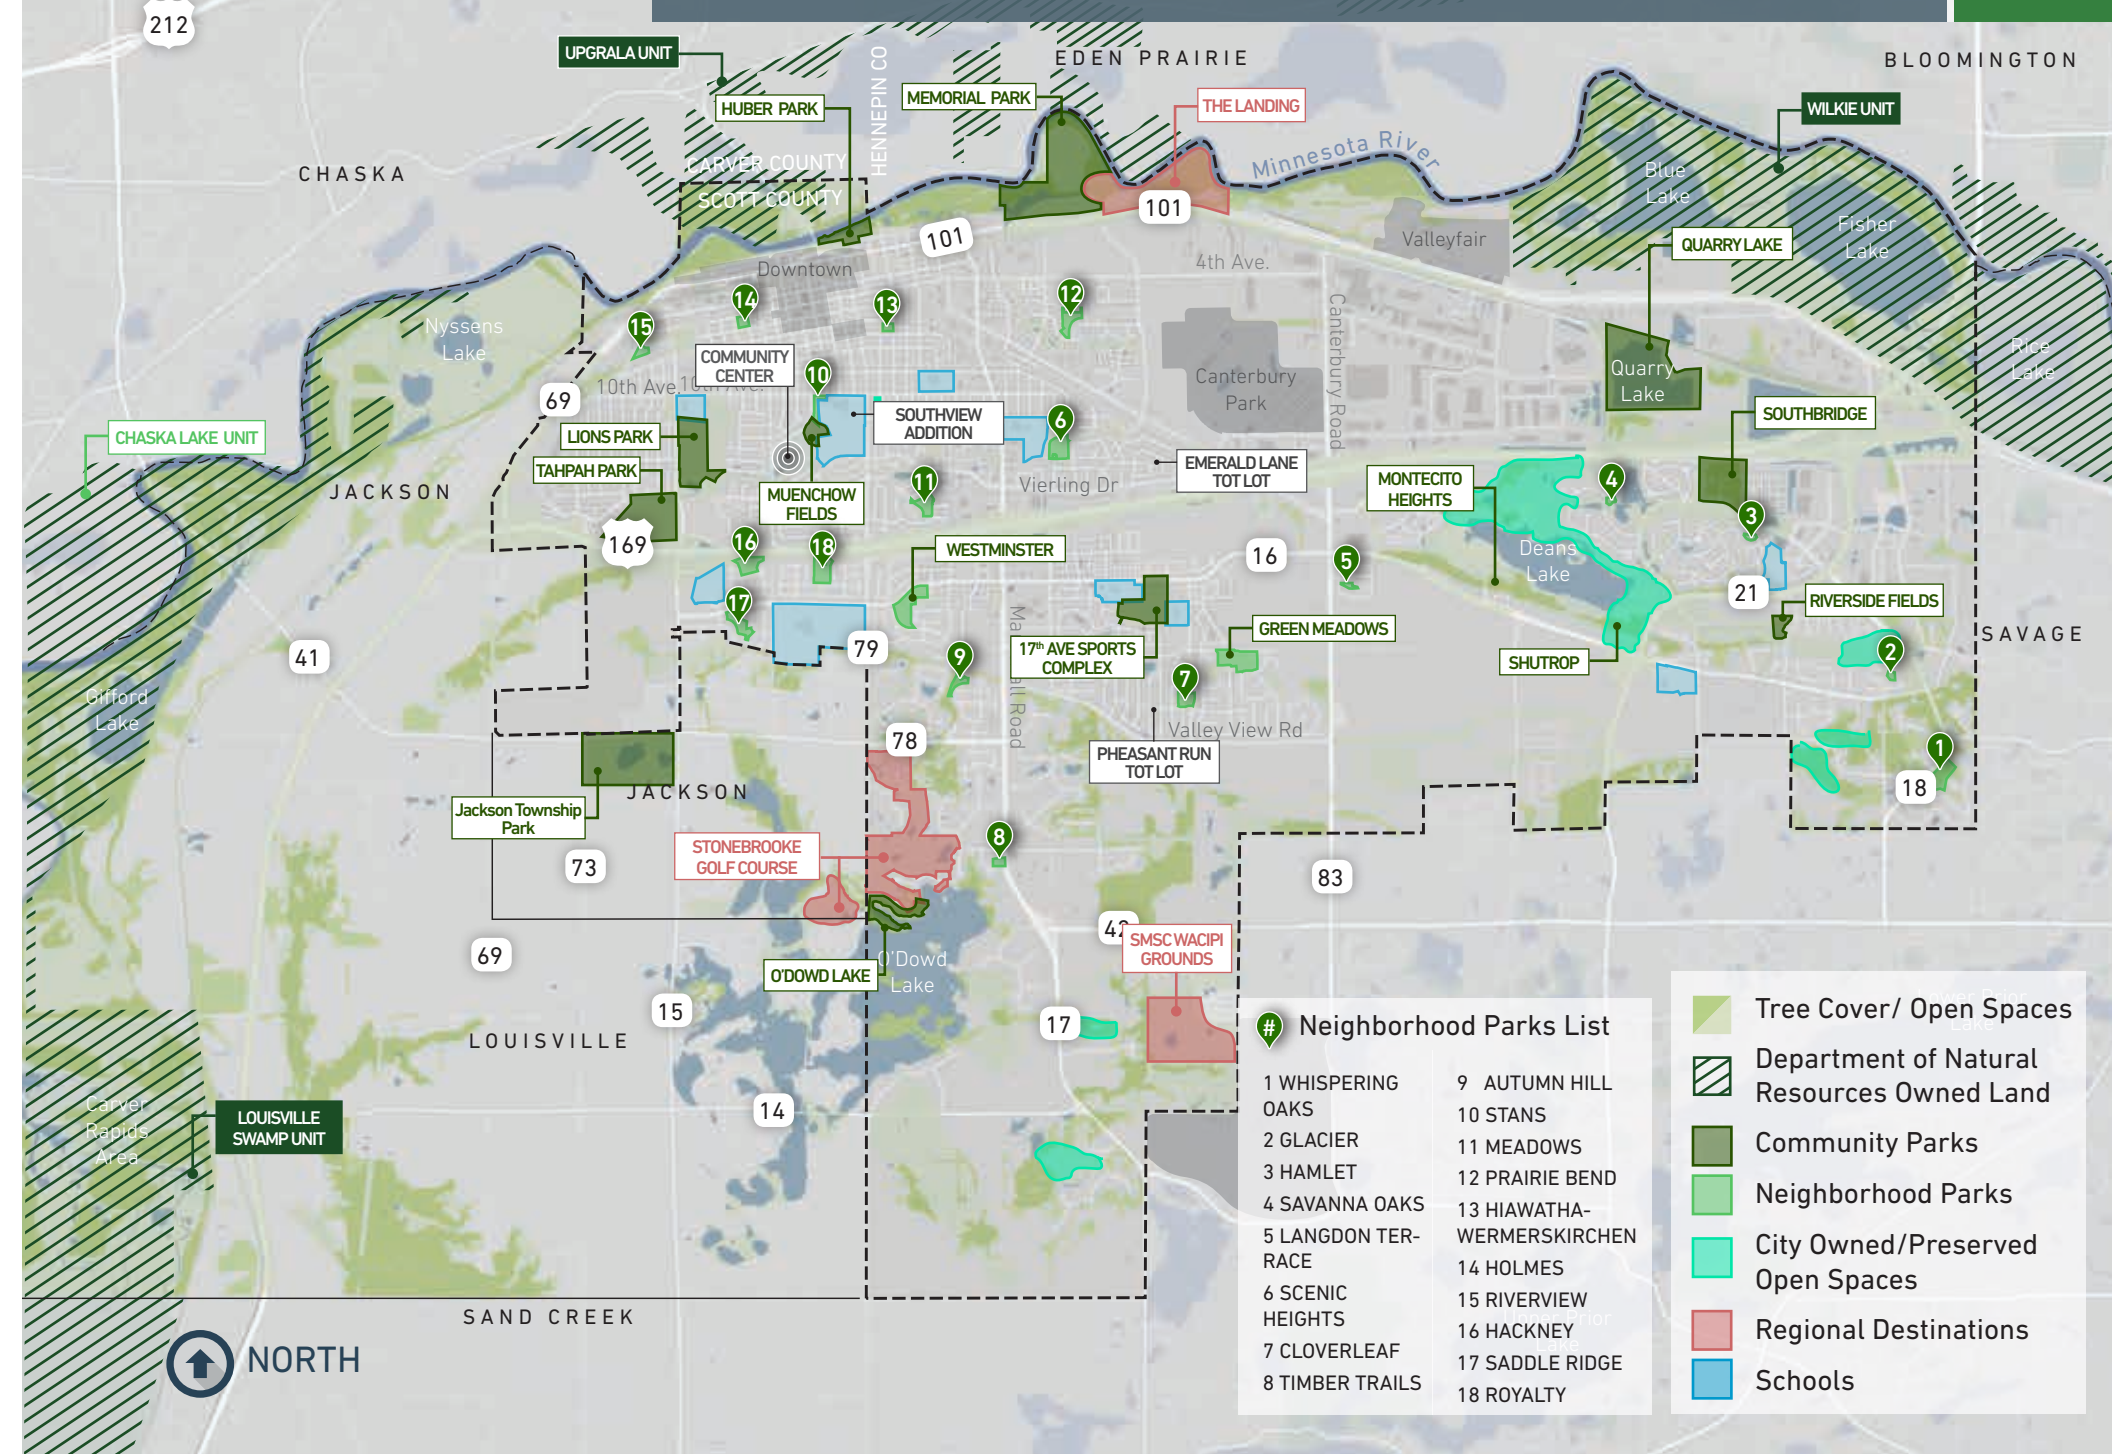 212
UPGRALA UNIT
HENNEPIN CO
EDEN PRAIRIE
BLOOMINGTON
HUBER PARK
MEMORIAL PARK
THE LANDING
WILKIE UNIT
CHASKA
CARVER COUNTY
SCOTT COUNTY
Minnesota River
Blue
Lake
101
101
Valleyfair
QUARRY LAKE
Fisher
Lake
Downtown
4th Ave.
14
13
12
15
Nyssens
Lake
Canterbury Road
Rice
Lake
COMMUNITY
CENTER
10
10th Ave.
10th Ave.
Canterbury
Park
Quarry
Lake
69
SOUTHVIEW
ADDITION
6
SOUTHBRIDGE
CHASKA LAKE UNIT
LIONS PARK
TAHPAH PARK
EMERALD LANE
TOT LOT
MONTECITO
HEIGHTS
4
JACKSON
MUENCHOW
FIELDS
11
Vierling Dr
3
169
16
18
WESTMINSTER
16
5
Deans
Lake
17
21
RIVERSIDE FIELDS
41
79
9
17th AVE SPORTS
COMPLEX
GREEN MEADOWS
SHUTROP
2
SAVAGE
Gifford
Lake
7
Valley View Rd
78
PHEASANT RUN
TOT LOT
1
18
JACKSON
Jackson Township
Park
73
STONEBROOKE
GOLF COURSE
8
83
42
SMSC WACIPI
GROUNDS
69
O'DOWD LAKE
O'Dowd
Lake
15
17
LOUISVILLE
14
Carver
Rapids
Area
LOUISVILLE
SWAMP UNIT
SAND CREEK
NORTH
# Neighborhood Parks List
1 WHISPERING
OAKS
2 GLACIER
3 HAMLET
4 SAVANNA OAKS
5 LANGDON TER-
RACE
6 SCENIC
HEIGHTS
7 CLOVERLEAF
8 TIMBER TRAILS
9 AUTUMN HILL
10 STANS
11 MEADOWS
12 PRAIRIE BEND
13 HIAWATHA-
WERMERSKIRCHEN
14 HOLMES
15 RIVERVIEW
16 HACKNEY
17 SADDLE RIDGE
18 ROYALTY
Tree Cover/ Open Spaces
Department of Natural
Resources Owned Land
Community Parks
Neighborhood Parks
City Owned/Preserved
Open Spaces
Regional Destinations
Schools